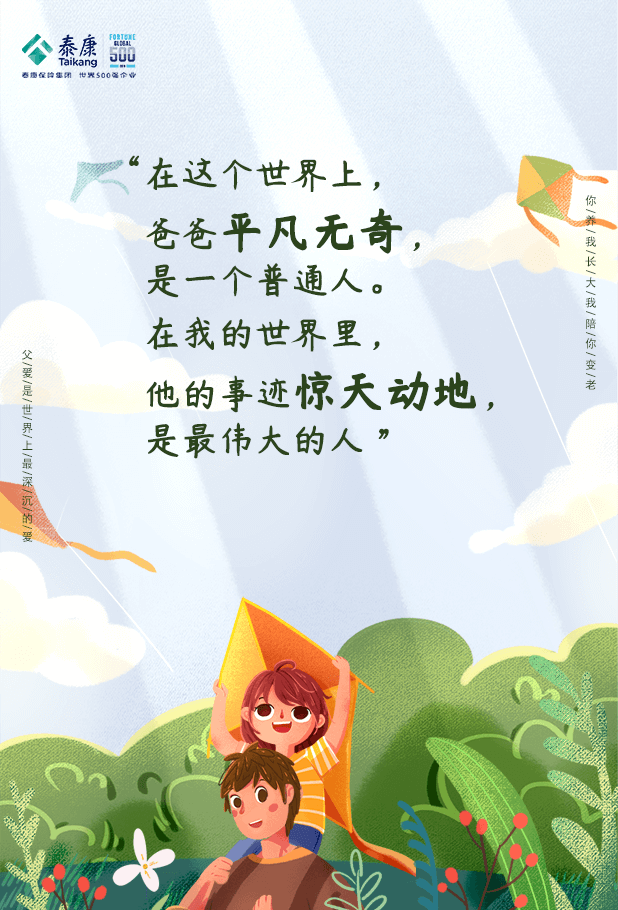 泰康
Taikang
FORTUNE
GLOBAL
500
泰康保险集团 世界500强企业
“在这个世界上，
爸爸平凡无奇，
是一个普通人。
在我的世界里，
他的事迹惊天动地，
是最伟大的人”
你/养/我/长/大/我/陪/你/变/老
父/爱/是/世/界/上/最/深/沉/的/爱